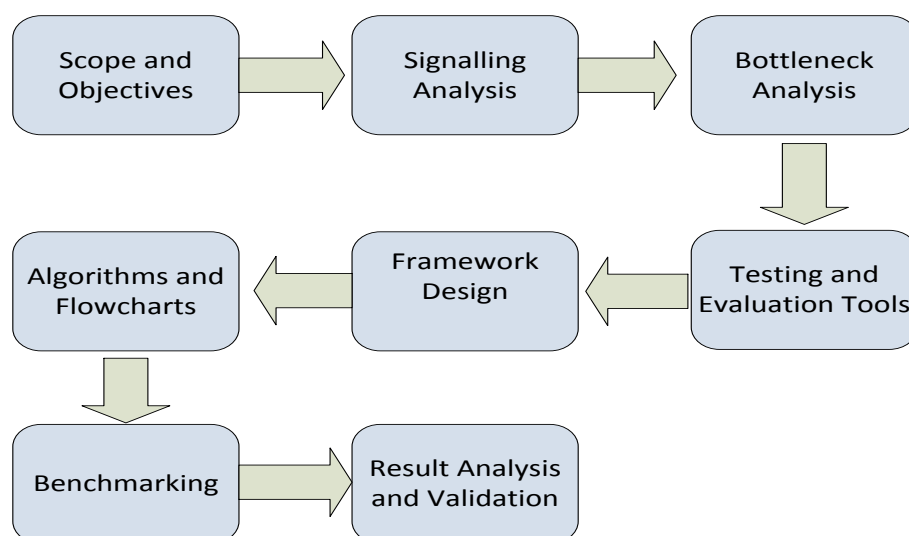 Scope and
Objectives
Signalling
Analysis
Bottleneck
Analysis
Testing and
Evaluation Tools
Framework
Design
Algorithms and
Flowcharts
Benchmarking
Result Analysis
and Validation